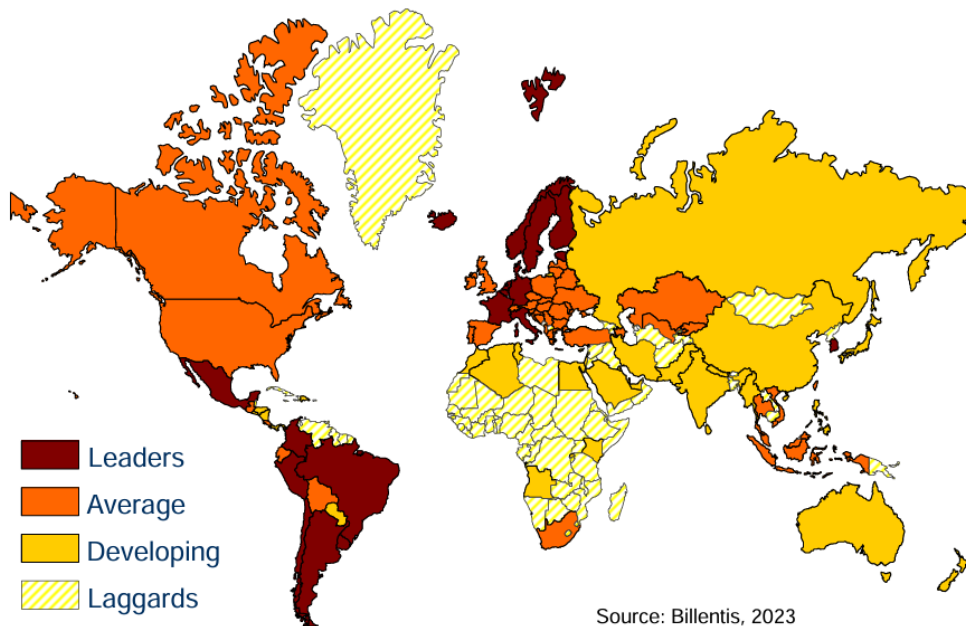 Leaders
Average
Developing
Laggards
Source: Billentis, 2023